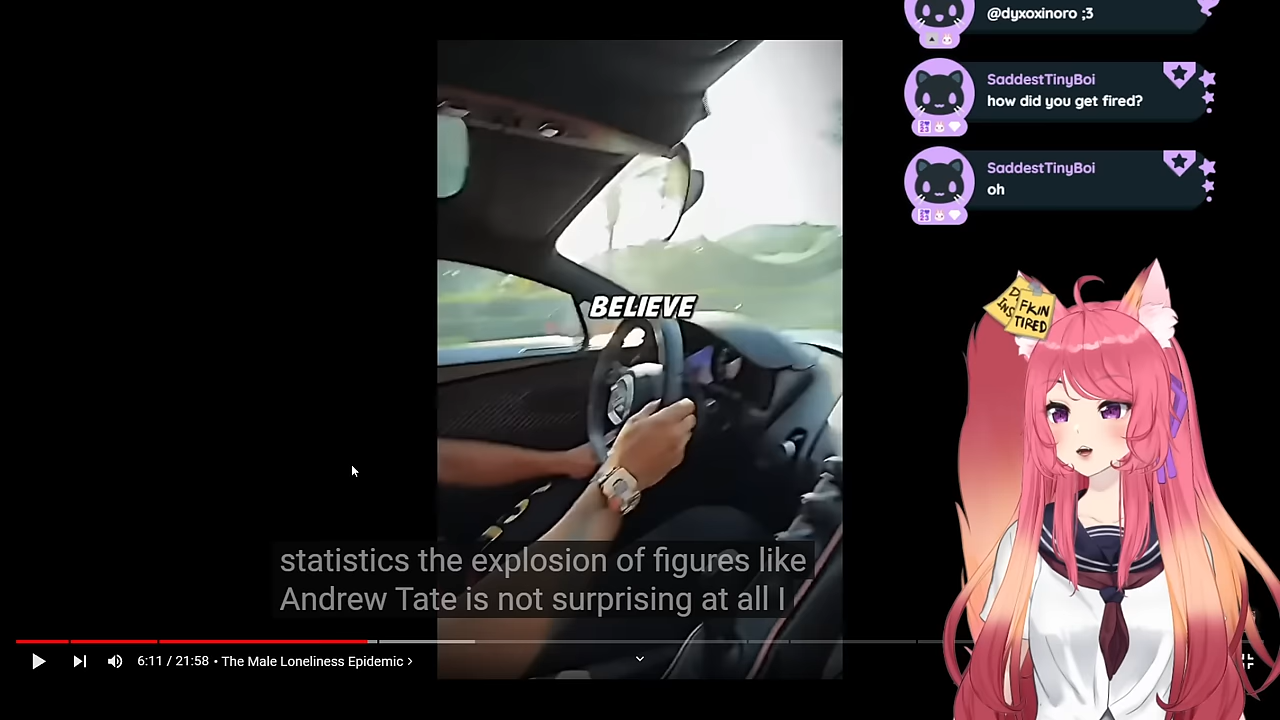 @dyxoxinoro ;3
SaddestTinyBoi
how did you get fired?
SaddestTinyBoi
oh
BELIEVE
FKIN
TIRED
statistics the explosion of figures like
Andrew Tate is not surprising at all I
6:11 / 21:58 • The Male Loneliness Epidemic >